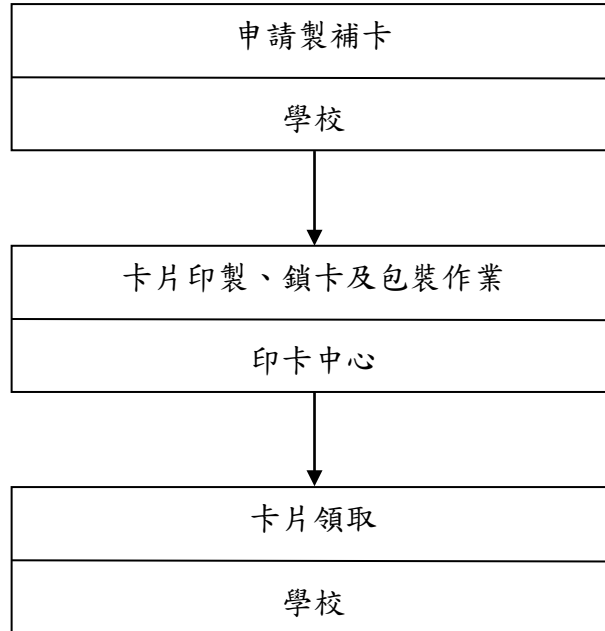 申請製補卡
學校
卡片印製、鎖卡及包裝作業
印卡中心
卡片領取
學校